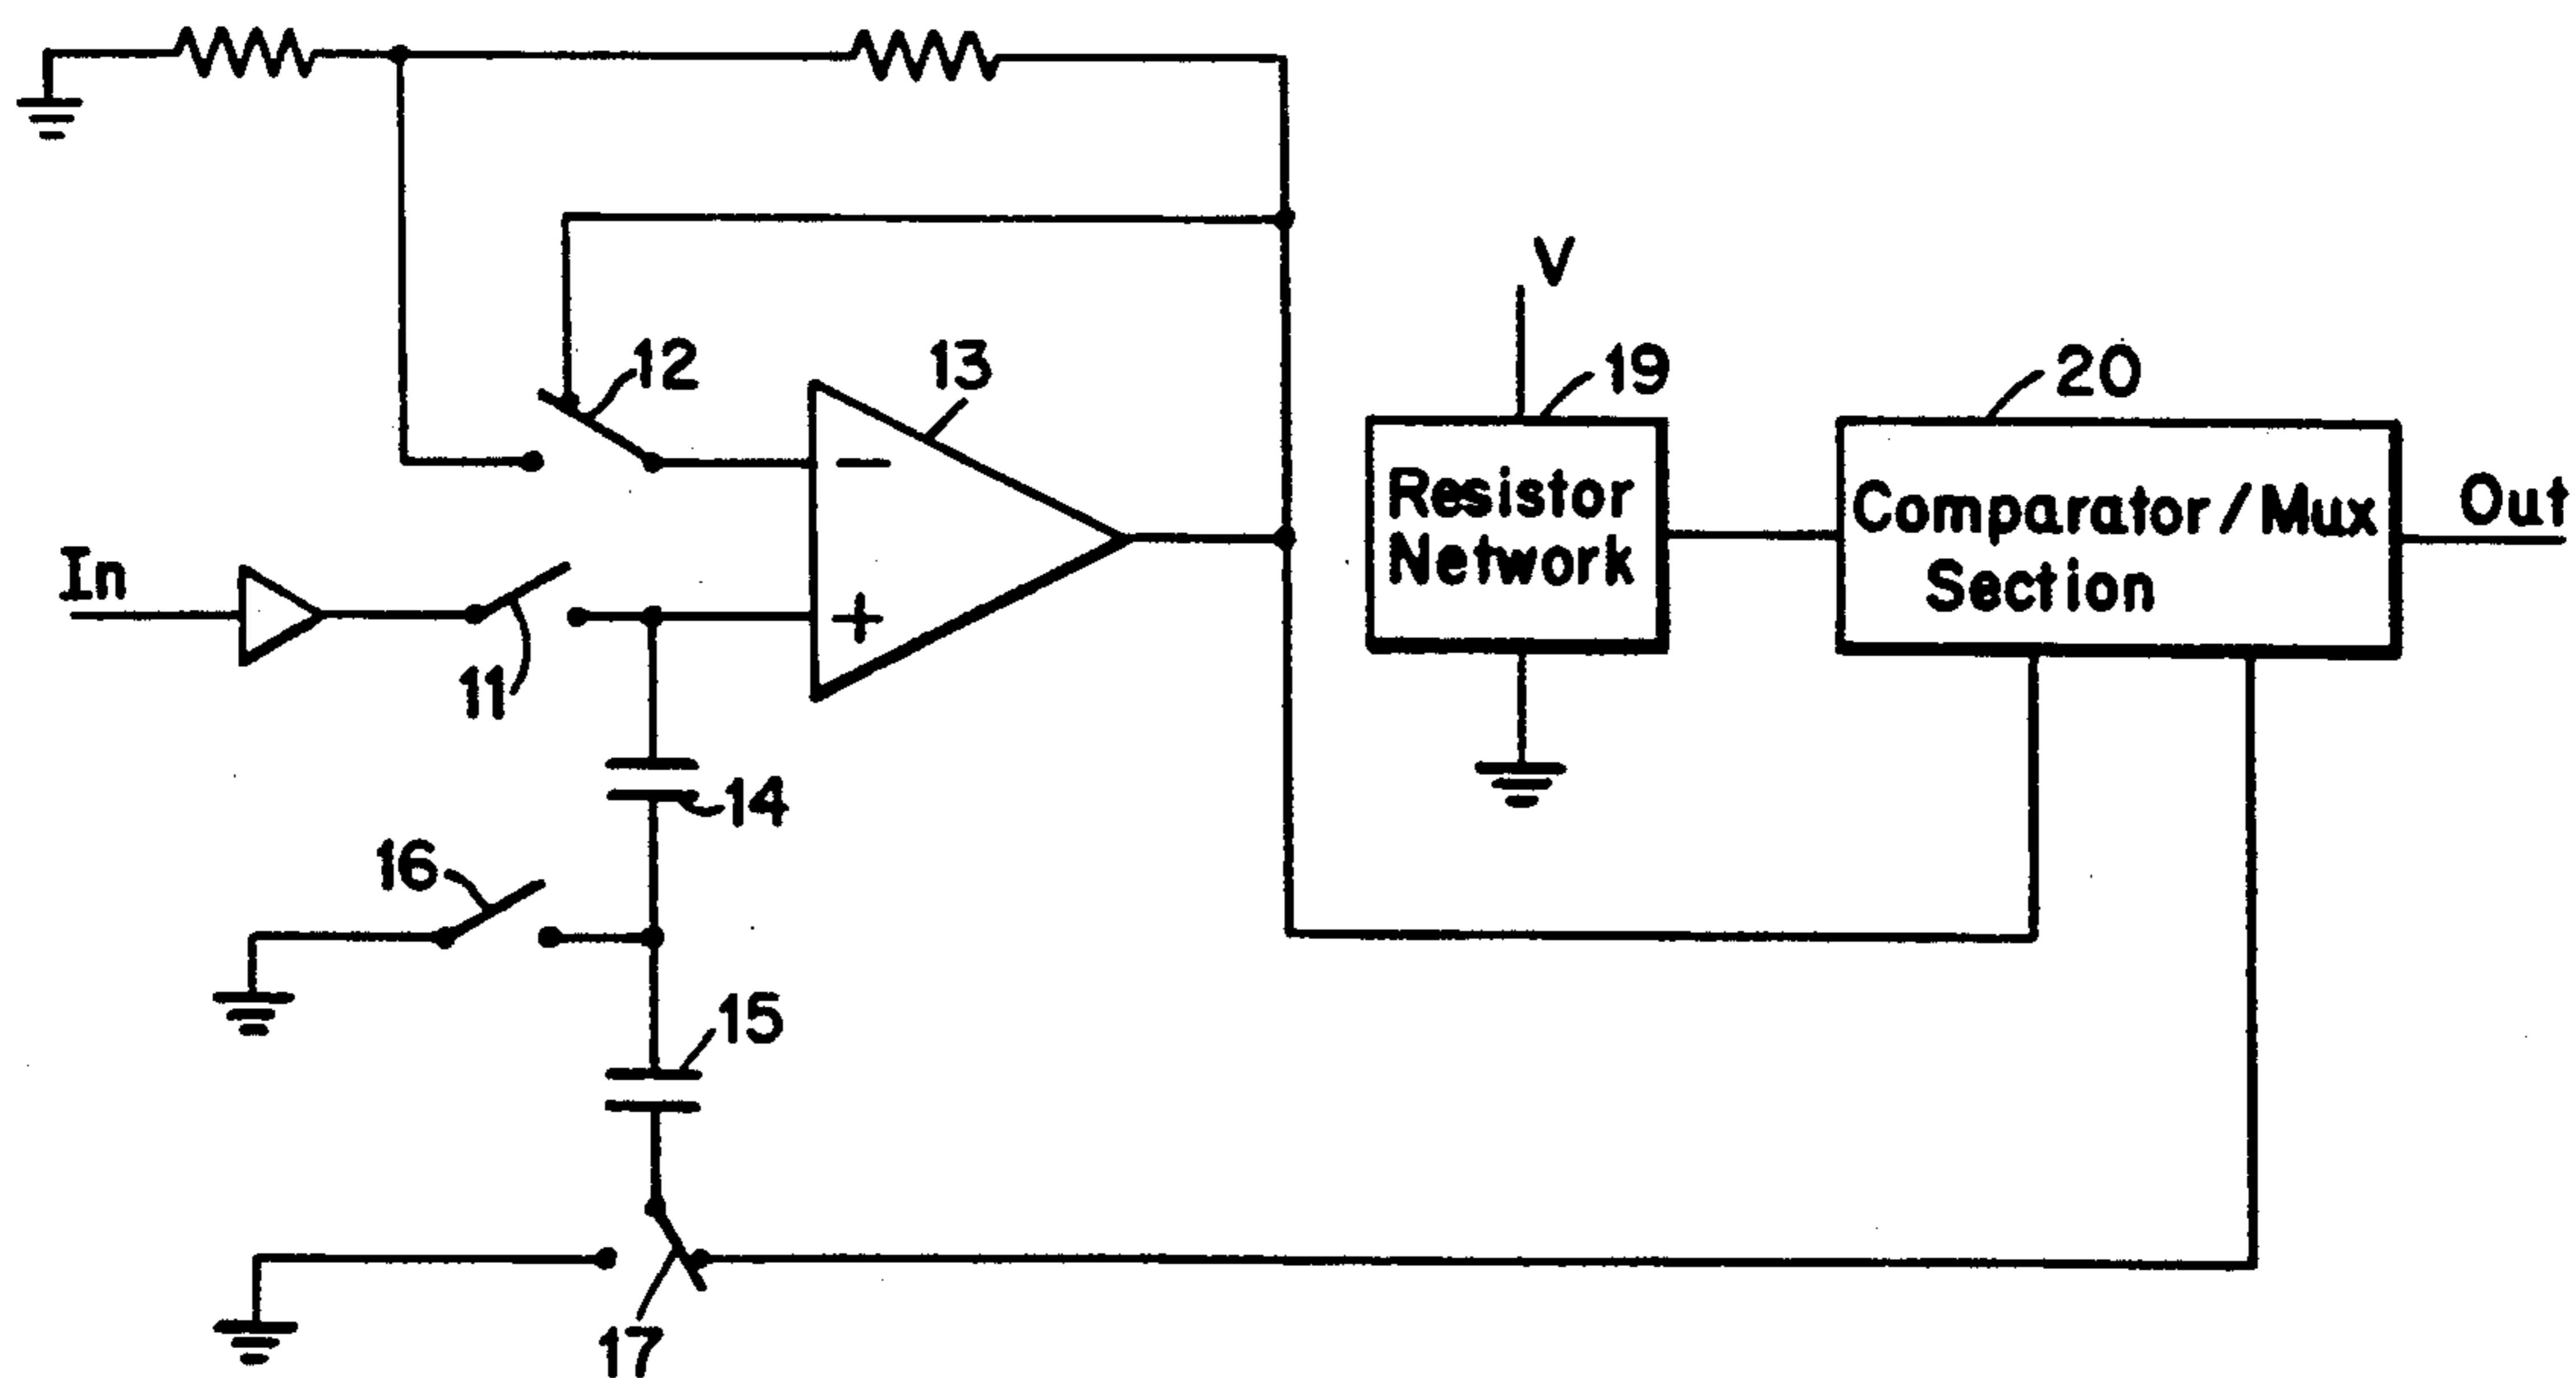 V
12
13
19
20
Resistor
Network
Comparator/Mux
Section
Out
−
In
+
11
14
16
15
17